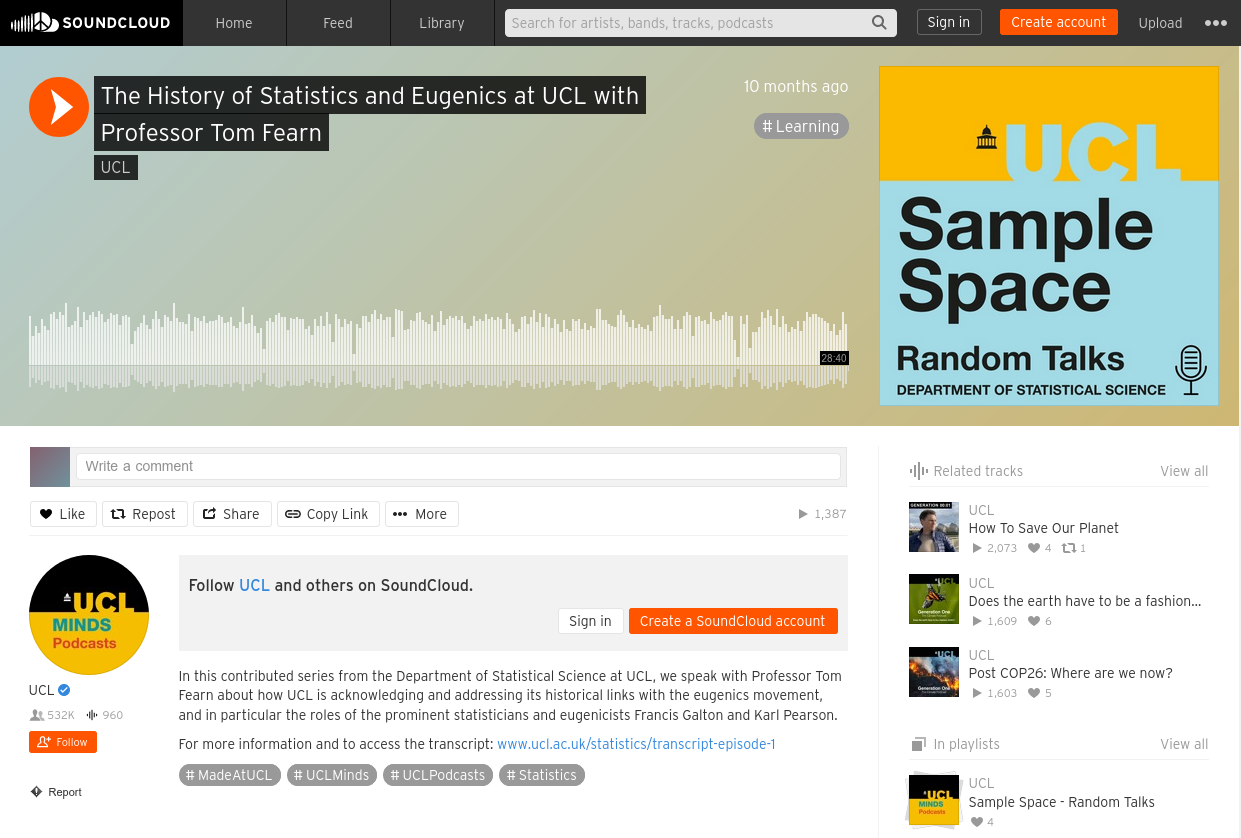 SOUNDCLOUD
Home
Feed
Library
Search for artists, bands, tracks, podcasts
Sign in
Create account
Upload
The History of Statistics and Eugenics at UCL with
Professor Tom Fearn
UCL
10 months ago
# Learning
28:40
UCL
Sample
Space
Random Talks
DEPARTMENT OF STATISTICAL SCIENCE
Write a comment
Like
Repost
Share
Copy Link
More
1,387
UCL
MINDS
Podcasts
UCL
532K
960
Follow
Report
Follow UCL and others on SoundCloud.
Sign in
Create a SoundCloud account
In this contributed series from the Department of Statistical Science at UCL, we speak with Professor Tom
Fearn about how UCL is acknowledging and addressing its historical links with the eugenics movement,
and in particular the roles of the prominent statisticians and eugenicists Francis Galton and Karl Pearson.
For more information and to access the transcript: www.ucl.ac.uk/statistics/transcript-episode-1
# MadeAtUCL
# UCLMinds
# UCLPodcasts
# Statistics
Related tracks
View all
UCL
How To Save Our Planet
2,073
4
1
UCL
Generation One
UCL
Does the earth have to be a fashion...
1,609
6
UCL
Generation One
UCL
Post COP26: Where are we now?
1,603
5
In playlists
View all
UCL
MINDS
Podcasts
UCL
Sample Space - Random Talks
4